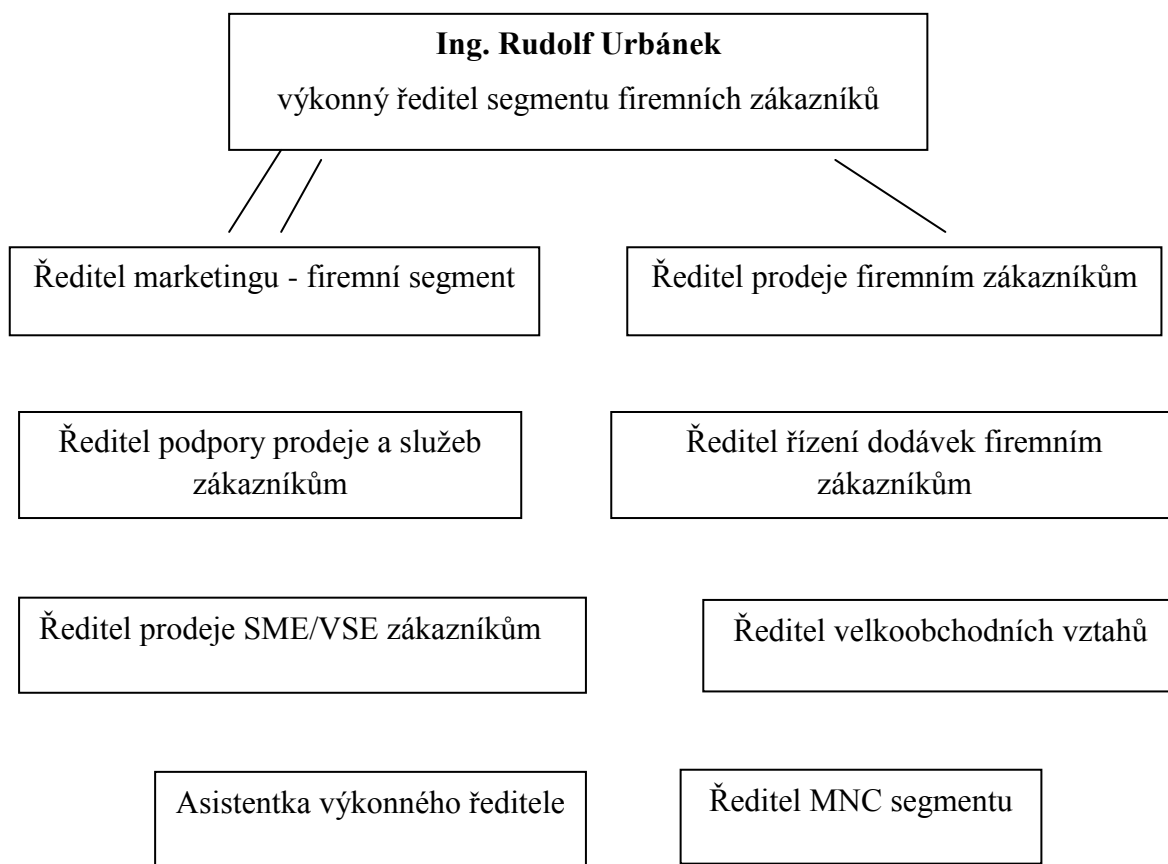 Ing. Rudolf Urbánek
výkonný ředitel segmentu firemních zákazníků
Ředitel marketingu - firemní segment
Ředitel prodeje firemním zákazníkům
Ředitel podpory prodeje a služeb
zákazníkům
Ředitel řízení dodávek firemním
zákazníkům
Ředitel prodeje SME/VSE zákazníkům
Ředitel velkoobchodních vztahů
Asistentka výkonného ředitele
Ředitel MNC segmentu